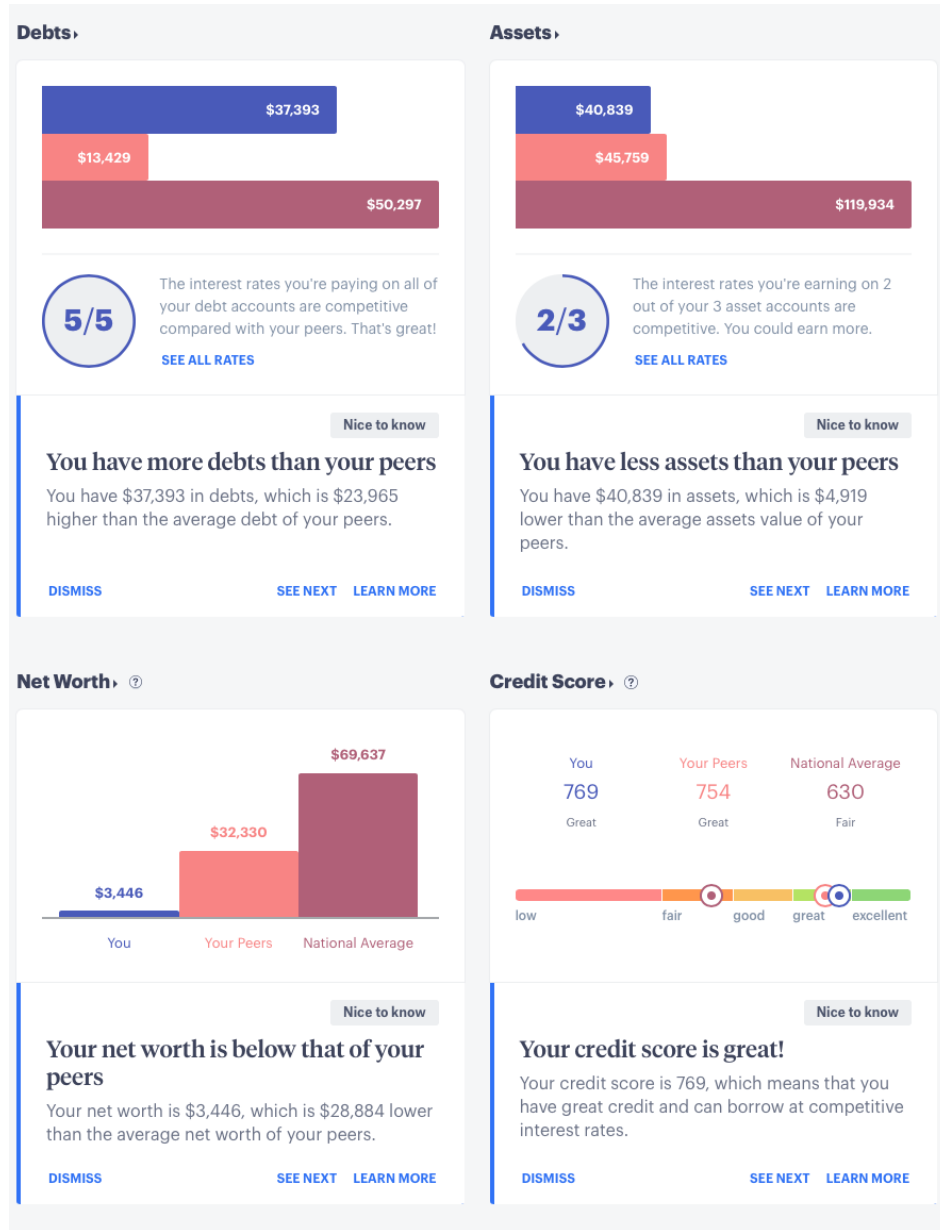 Debts
Assets
$37,393
$13,429
$50,297
$40,839
$45,759
$119,934
5/5
The interest rates you're paying on all of
your debt accounts are competitive
compared with your peers. That's great!
SEE ALL RATES
2/3
The interest rates you're earning on 2
out of your 3 asset accounts are
competitive. You could earn more.
SEE ALL RATES
Nice to know
You have more debts than your peers
You have $37,393 in debts, which is $23,965
higher than the average debt of your peers.
DISMISS SEE NEXT LEARN MORE
Nice to know
You have less assets than your peers
You have $40,839 in assets, which is $4,919
lower than the average assets value of your
peers.
DISMISS SEE NEXT LEARN MORE
Net Worth ?
Credit Score ?
$3,446
$32,330
$69,637
You
Your Peers
National Average
You Your Peers National Average
769 754 630
Great Great Fair
low fair good great excellent
Nice to know
Your net worth is below that of your
peers
Your net worth is $3,446, which is $28,884 lower
than the average net worth of your peers.
DISMISS SEE NEXT LEARN MORE
Nice to know
Your credit score is great!
Your credit score is 769, which means that you
have great credit and can borrow at competitive
interest rates.
DISMISS SEE NEXT LEARN MORE